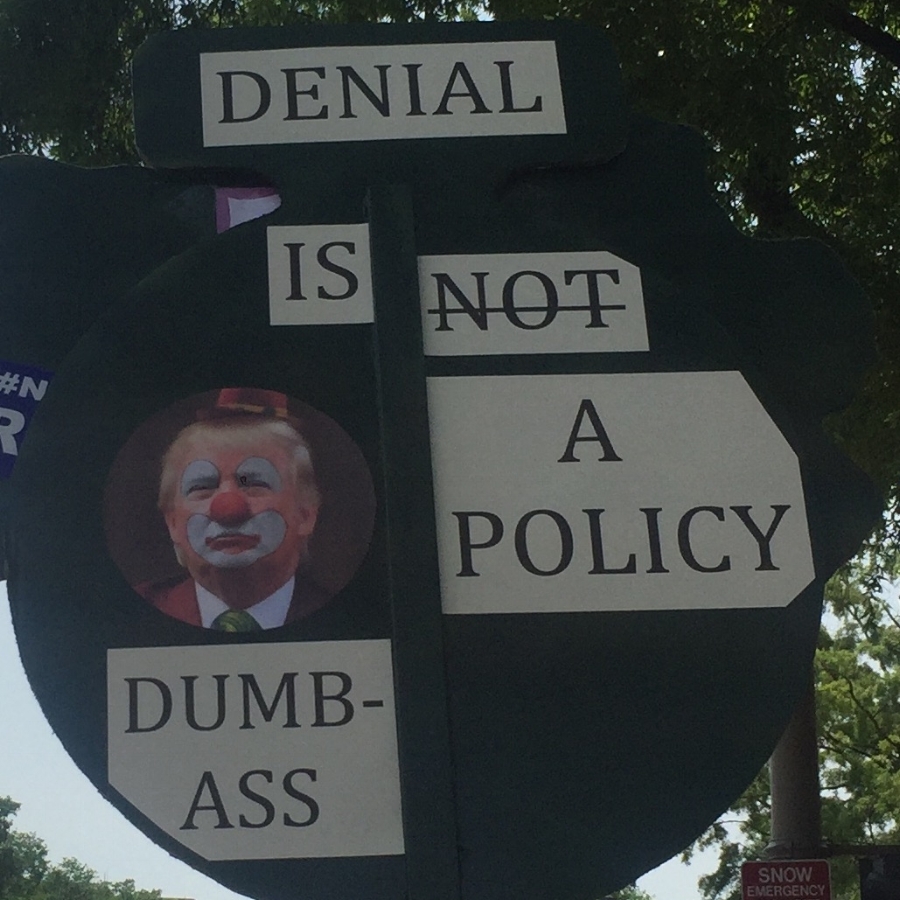 DENIAL
IS NOT
A
POLICY
DUMB-
ASS
#N
R
SNOW
EMERGENCY